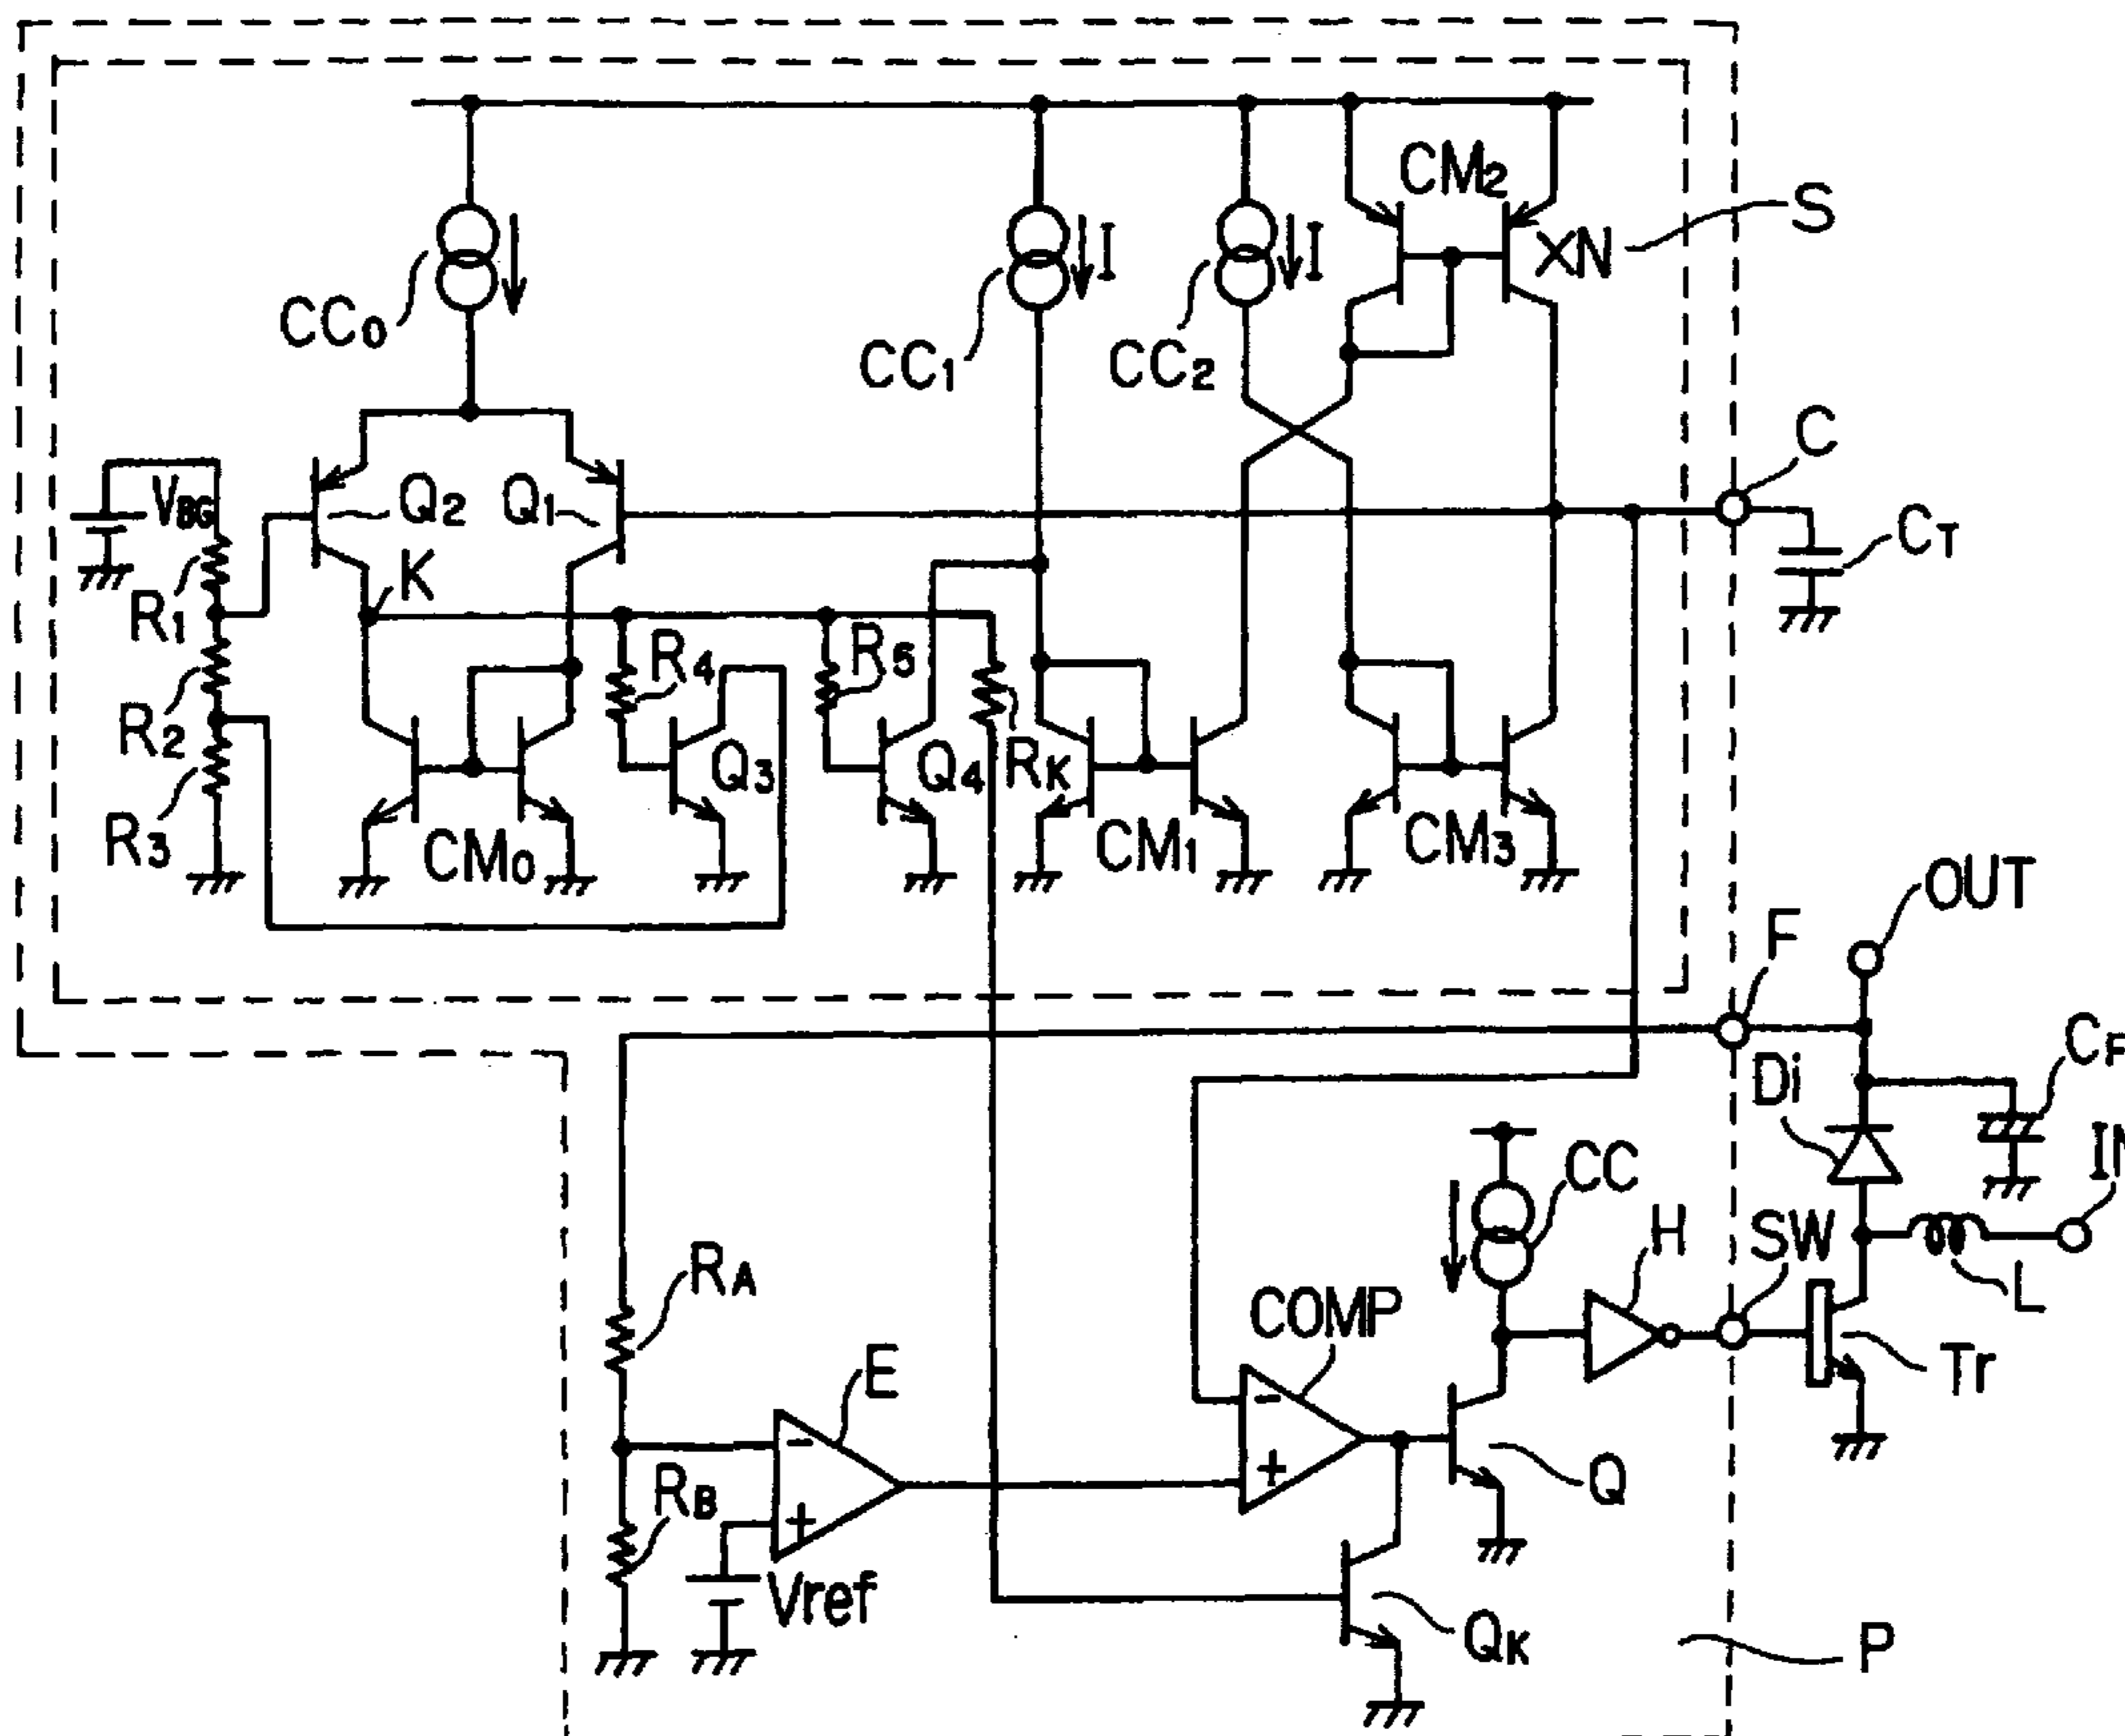 CM2
S
XN
I
I
CC0
CC1
CC2
C
VBG
Q2
Q1
K
CT
R1
R4
R5
R2
Q3
Q4
RK
R3
CM0
CM1
CM3
OUT
F
CF
Di
CC
IN
H
SW
RA
COMP
L
E
Tr
RB
Q
Vref
QK
P
-
+
-
+